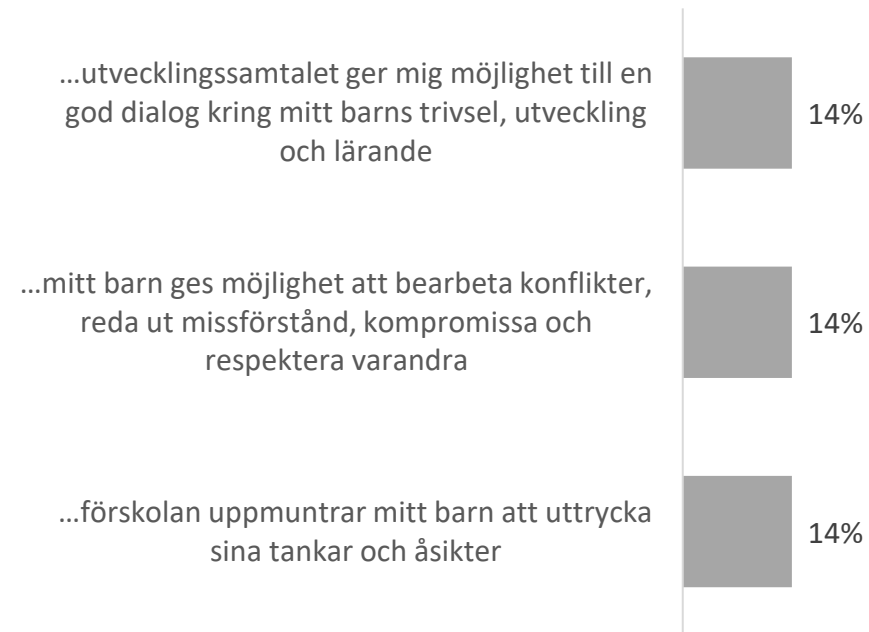 …utvecklingssamtalet ger mig möjlighet till en
god dialog kring mitt barns trivsel, utveckling
och lärande
14%
…mitt barn ges möjlighet att bearbeta konflikter,
reda ut missförstånd, kompromissa och
respektera varandra
14%
…förskolan uppmuntrar mitt barn att uttrycka
sina tankar och åsikter
14%